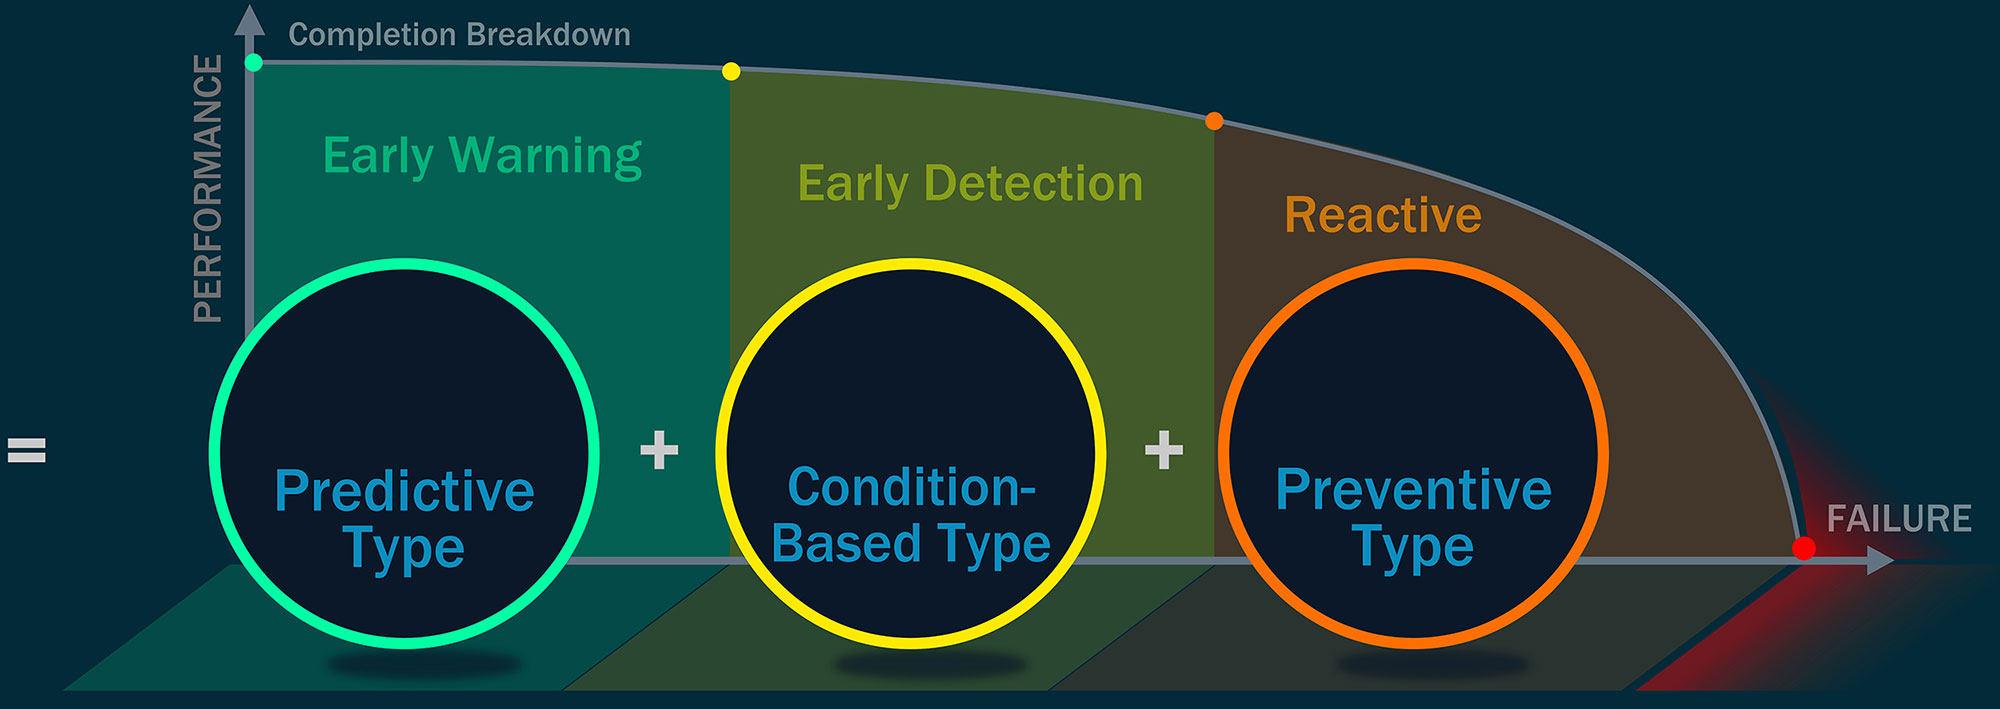 Completion Breakdown
PERFORMANCE
Early Warning
Early Detection
Reactive
=
Predictive
Type
+
Condition-
Based Type
+
Preventive
Type
FAILURE